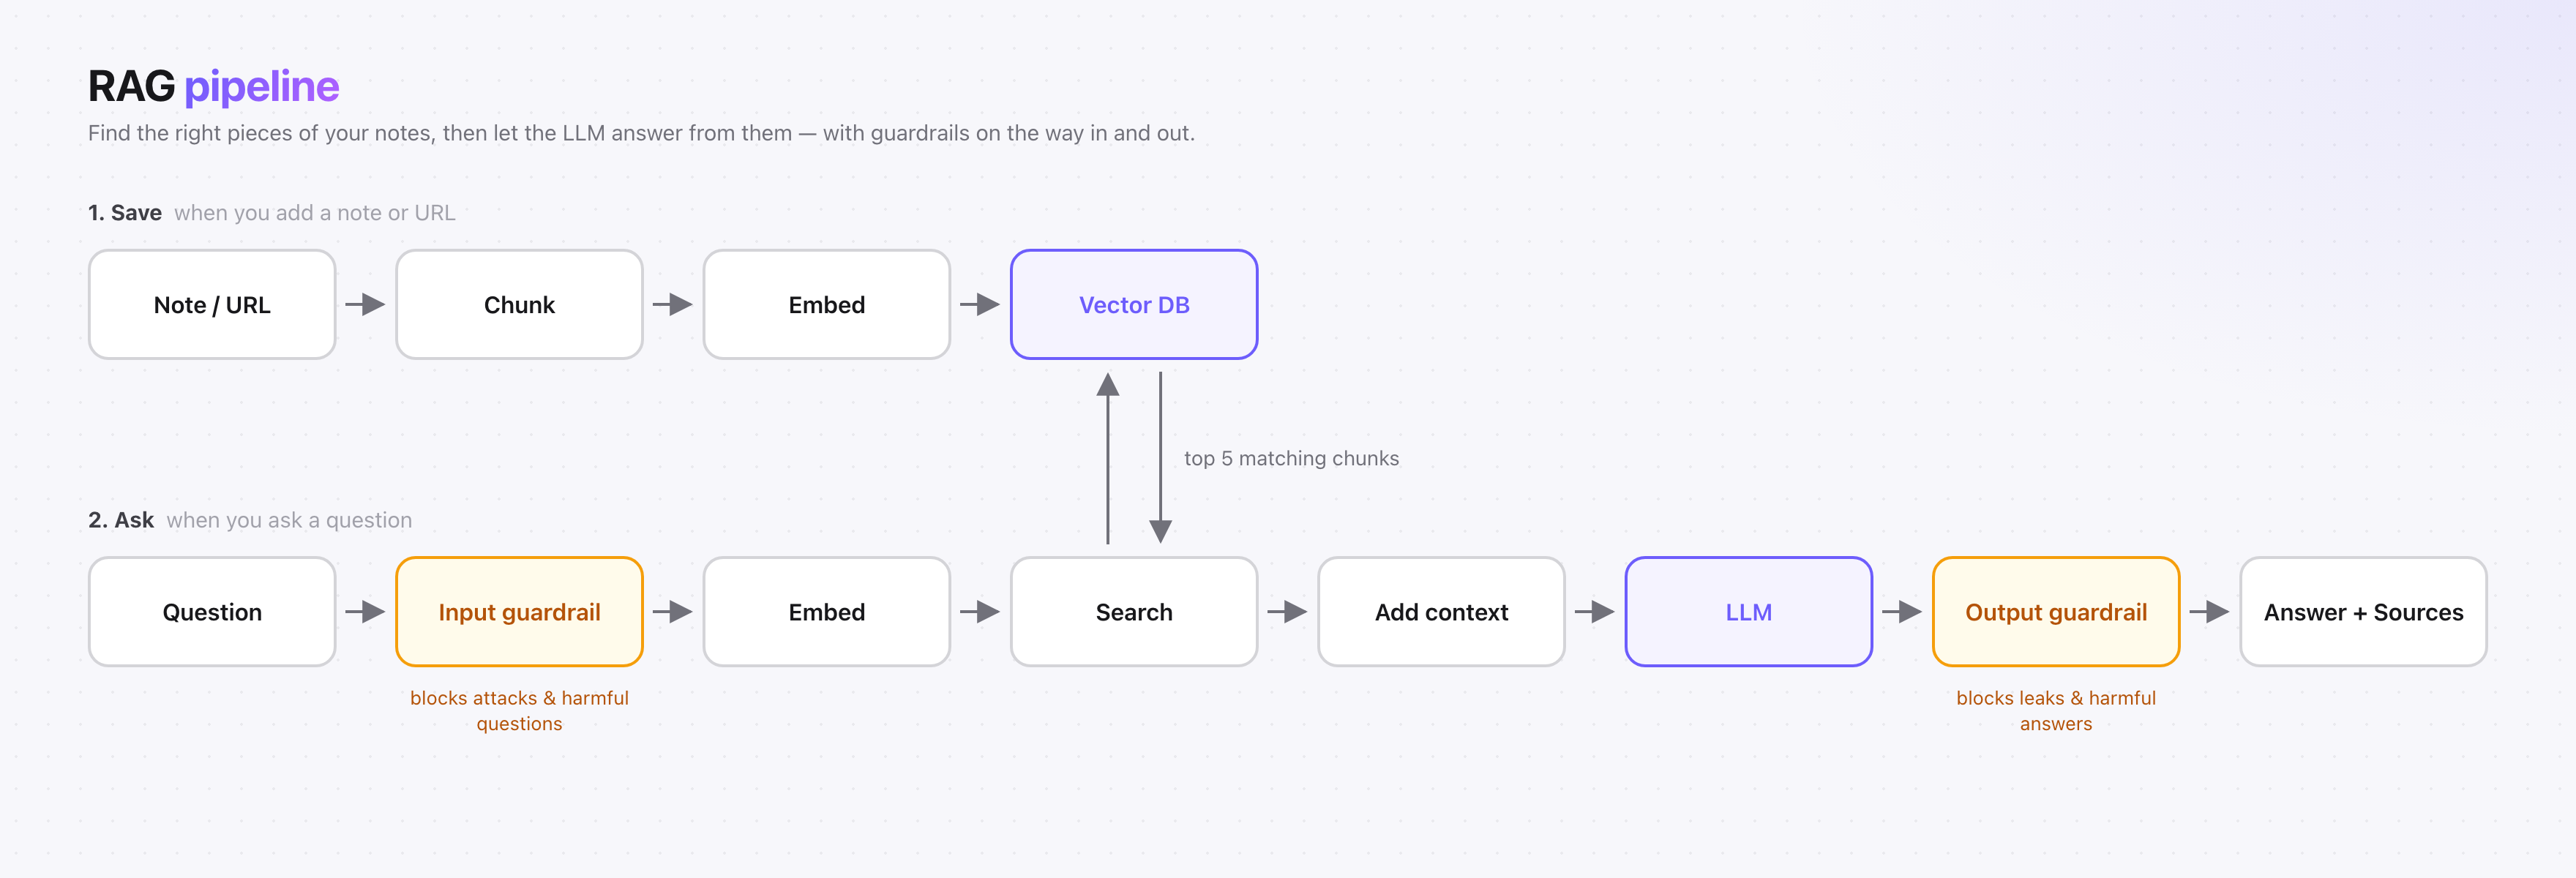 RAG pipeline
Find the right pieces of your notes, then let the LLM answer from them — with guardrails on the way in and out.
1. Save when you add a note or URL
Note / URL
Chunk
Embed
Vector DB
top 5 matching chunks
2. Ask when you ask a question
Question
Input guardrail
Embed
Search
Add context
LLM
Output guardrail
Answer + Sources
blocks attacks & harmful
questions
blocks leaks & harmful
answers